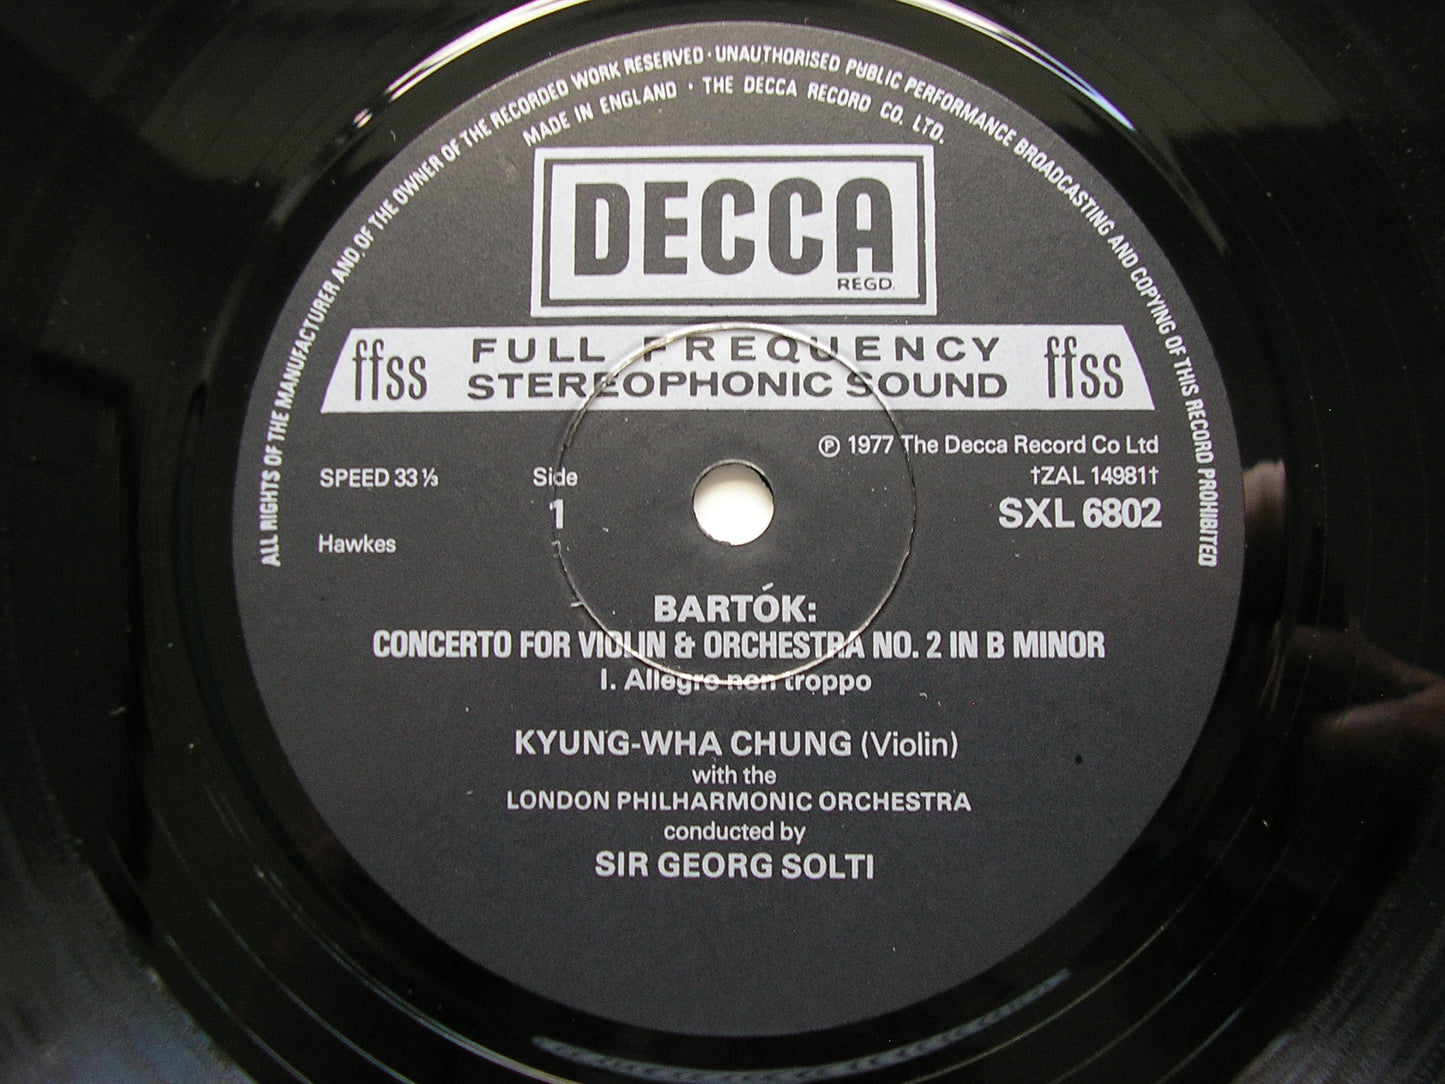 ALL RIGHTS OF THE MANUFACTURER AND OF THE OWNER OF THE RECORDED WORK RESERVED · UNAUTHORISED PUBLIC PERFORMANCE BROADCASTING AND COPYING OF THIS RECORD PROHIBITED
MADE IN ENGLAND · THE DECCA RECORD CO. LTD.
DECCA
REGD.
ffss FULL FREQUENCY ffss
STEREOPHONIC SOUND
℗ 1977 The Decca Record Co Ltd
SPEED 33⅓ Side †ZAL 14981†
1 SXL 6802
Hawkes
BARTÓK:
CONCERTO FOR VIOLIN & ORCHESTRA NO. 2 IN B MINOR
I. Allegro non troppo
KYUNG-WHA CHUNG (Violin)
with the
LONDON PHILHARMONIC ORCHESTRA
conducted by
SIR GEORG SOLTI